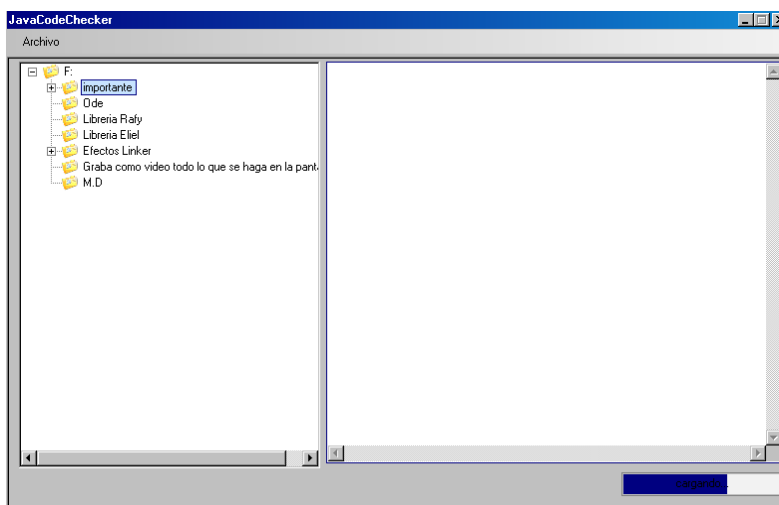 JavaCodeChecker
Archivo
F:
importante
Ode
Libreria Rafy
Libreria Eliel
Efectos Linker
Graba como video todo lo que se haga en la pant
M.D
cargando...